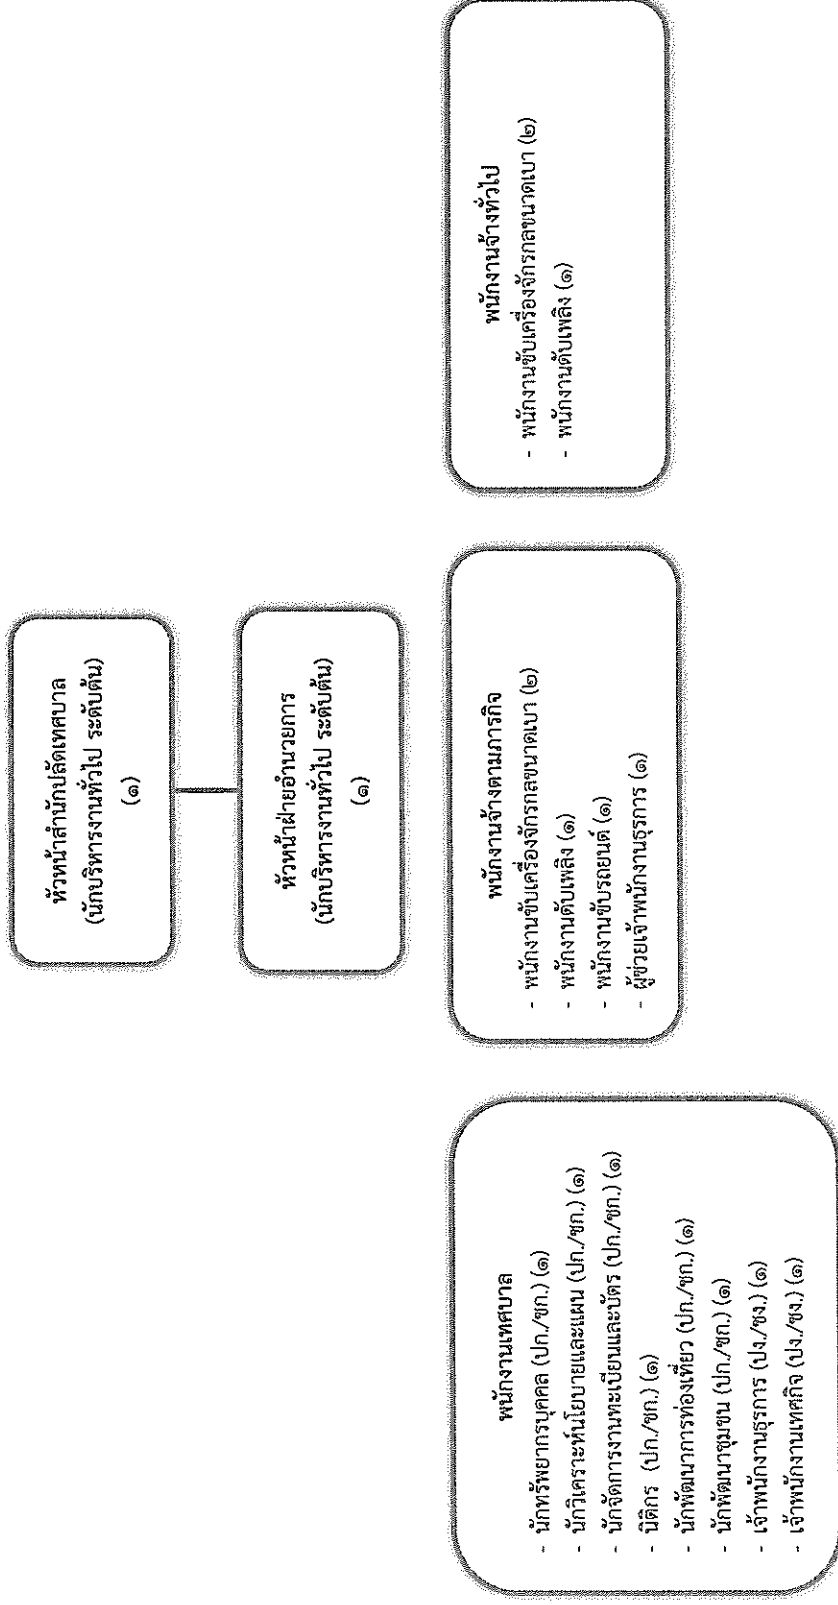 หัวหน้าสำนักปลัดเทศบาล
(นักบริหารงานทั่วไป ระดับต้น)
(๑)
หัวหน้าฝ่ายอำนวยการ
(นักบริหารงานทั่วไป ระดับต้น)
(๑)
พนักงานเทศบาล
- นักทรัพยากรบุคคล (ปก./ชก.) (๑)
- นักวิเคราะห์นโยบายและแผน (ปก./ชก.) (๑)
- นักจัดการงานทะเบียนและบัตร (ปก./ชก.) (๑)
- นิติกร (ปก./ชก.) (๑)
- นักพัฒนาการท่องเที่ยว (ปก./ชก.) (๑)
- นักพัฒนาชุมชน (ปก./ชก.) (๑)
- เจ้าพนักงานธุรการ (ปง./ชง.) (๑)
- เจ้าพนักงานเทศกิจ (ปง./ชง.) (๑)
พนักงานจ้างตามภารกิจ
- พนักงานขับเครื่องจักรกลขนาดเบา (๒)
- พนักงานดับเพลิง (๑)
- พนักงานขับรถยนต์ (๑)
- ผู้ช่วยเจ้าพนักงานธุรการ (๑)
พนักงานจ้างทั่วไป
- พนักงานขับเครื่องจักรกลขนาดเบา (๒)
- พนักงานดับเพลิง (๑)